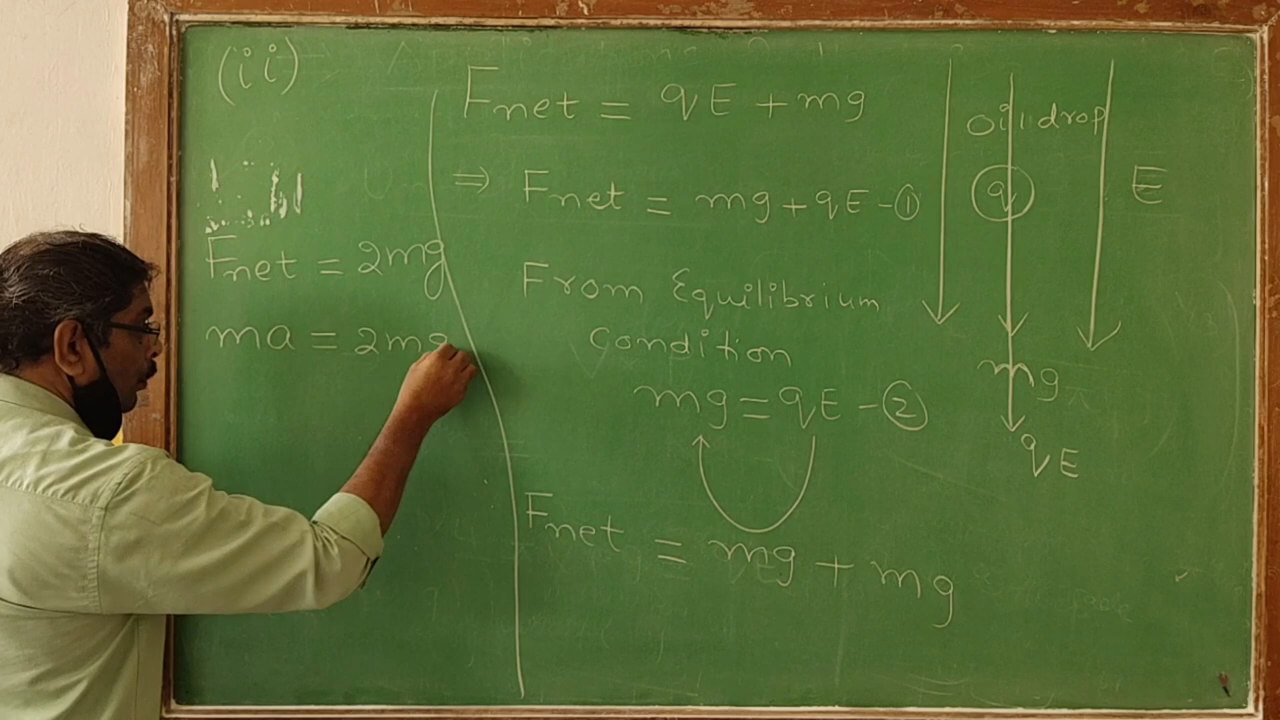 (ii)
Fnet = 2mg
ma = 2mg
Fnet = qE + mg
⇒ Fnet = mg + qE - ①
From Equilibrium
Condition
mg = qE - ②
Fnet = mg + mg
oil drop
q
E
mg
qE